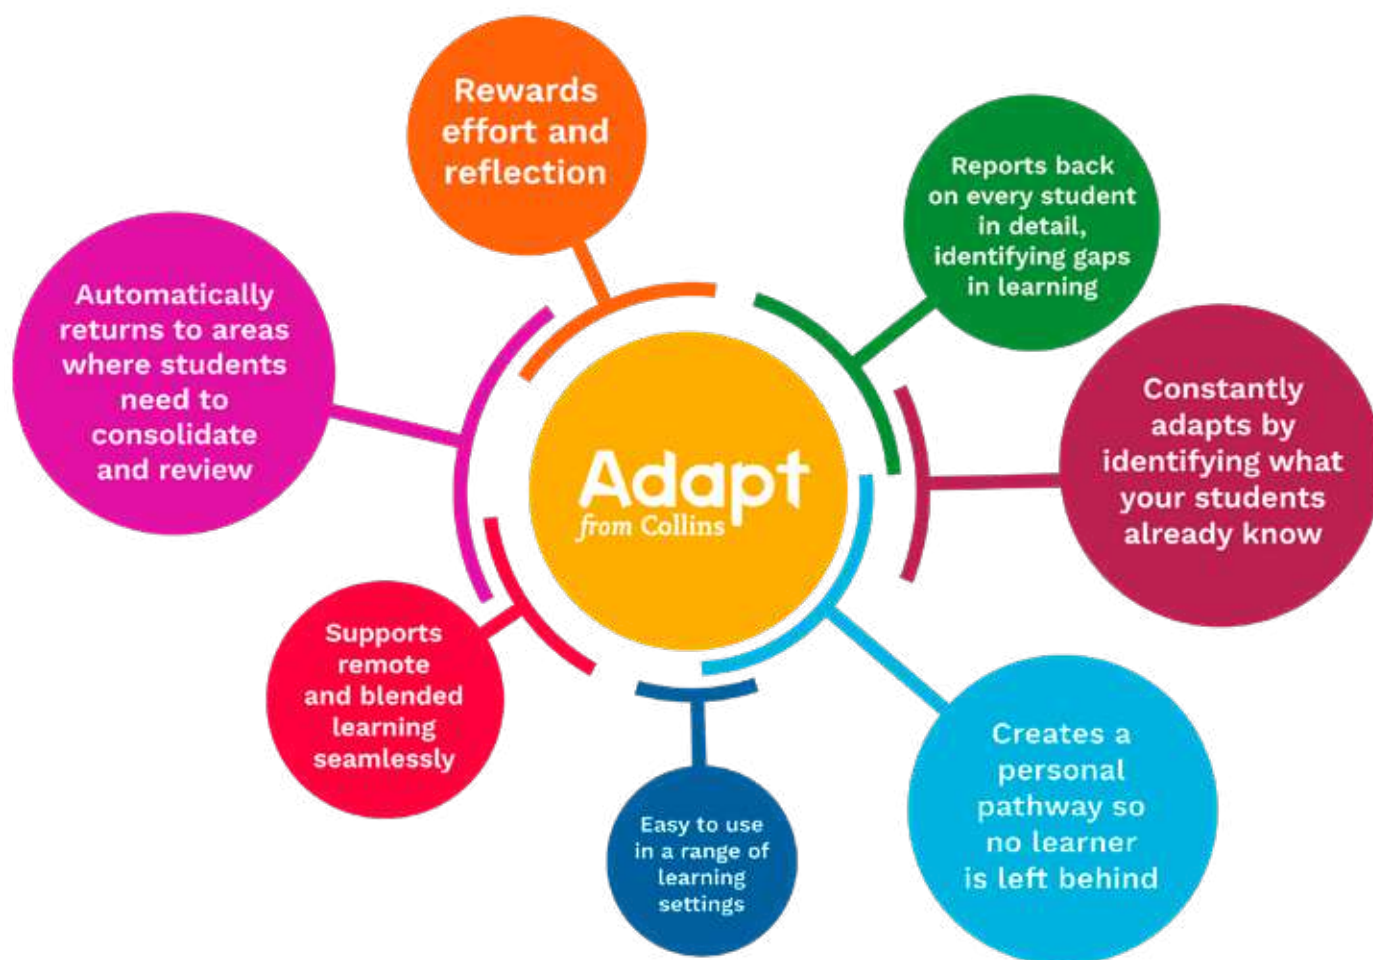 Rewards
effort and
reflection
Reports back
on every student
in detail,
identifying gaps
in learning
Automatically
returns to areas
where students
need to
consolidate
and review
Constantly
adapts by
identifying what
your students
already know
Adapt
from Collins
Supports
remote
and blended
learning
seamlessly
Creates a
personal
pathway so
no learner
is left behind
Easy to use
in a range of
learning
settings